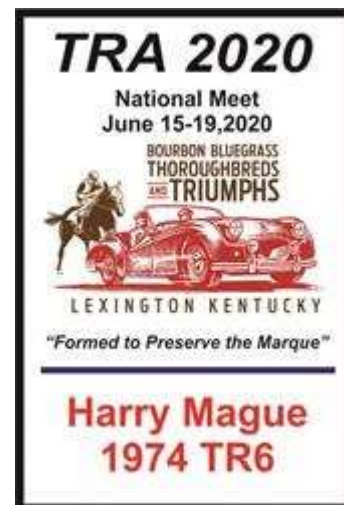 TRA 2020
National Meet
June 15-19,2020
BOURBON BLUEGRASS
THOROUGHBREDS
AND TRIUMPHS
LEXINGTON KENTUCKY
“Formed to Preserve the Marque”
Harry Mague
1974 TR6